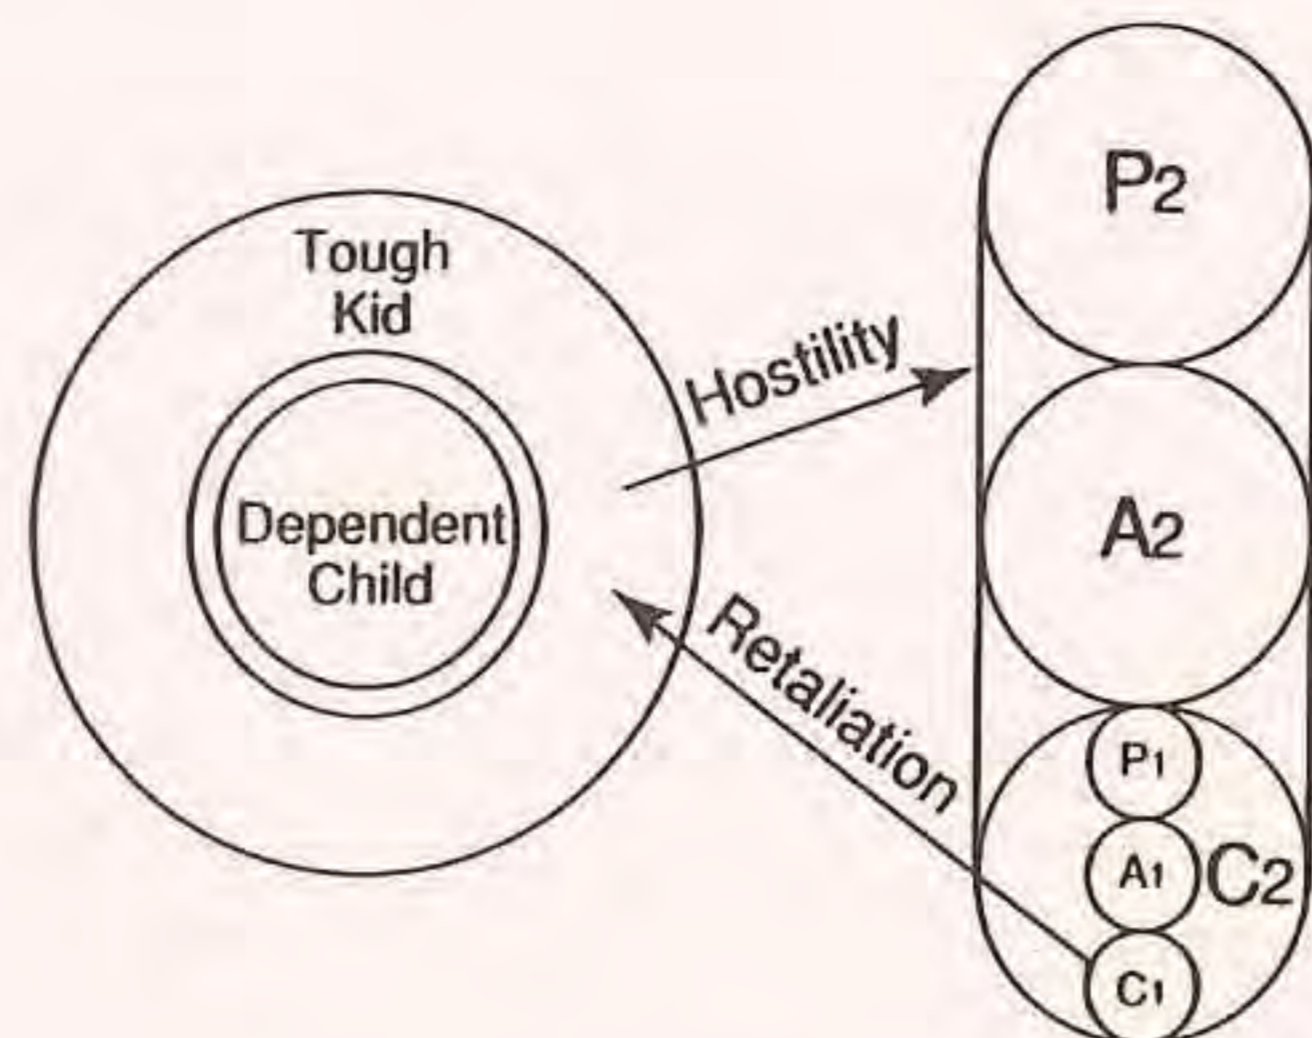 Tough
Kid
Dependent
Child
Hostility
Retaliation
P2
A2
P1
A1
C2
C1